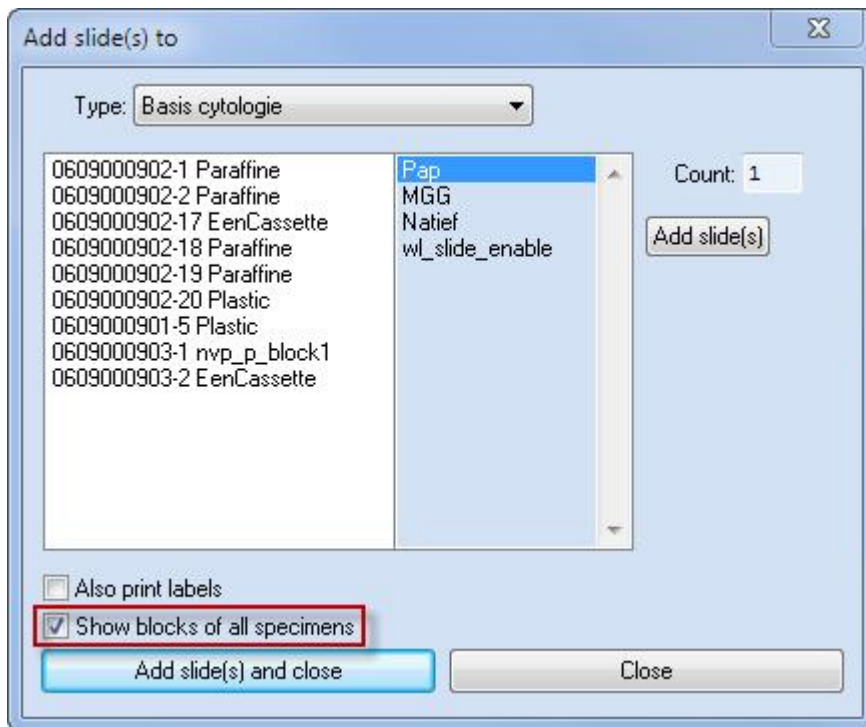 Add slide(s) to
Type: Basis cytologie
0609000902-1 Paraffine
0609000902-2 Paraffine
0609000902-17 EenCassette
0609000902-18 Paraffine
0609000902-19 Paraffine
0609000902-20 Plastic
0609000901-5 Plastic
0609000903-1 nvp_p_block1
0609000903-2 EenCassette
Pap
MGG
Natief
wl_slide_enable
Count: 1
Add slide(s)
Also print labels
Show blocks of all specimens
Add slide(s) and close
Close